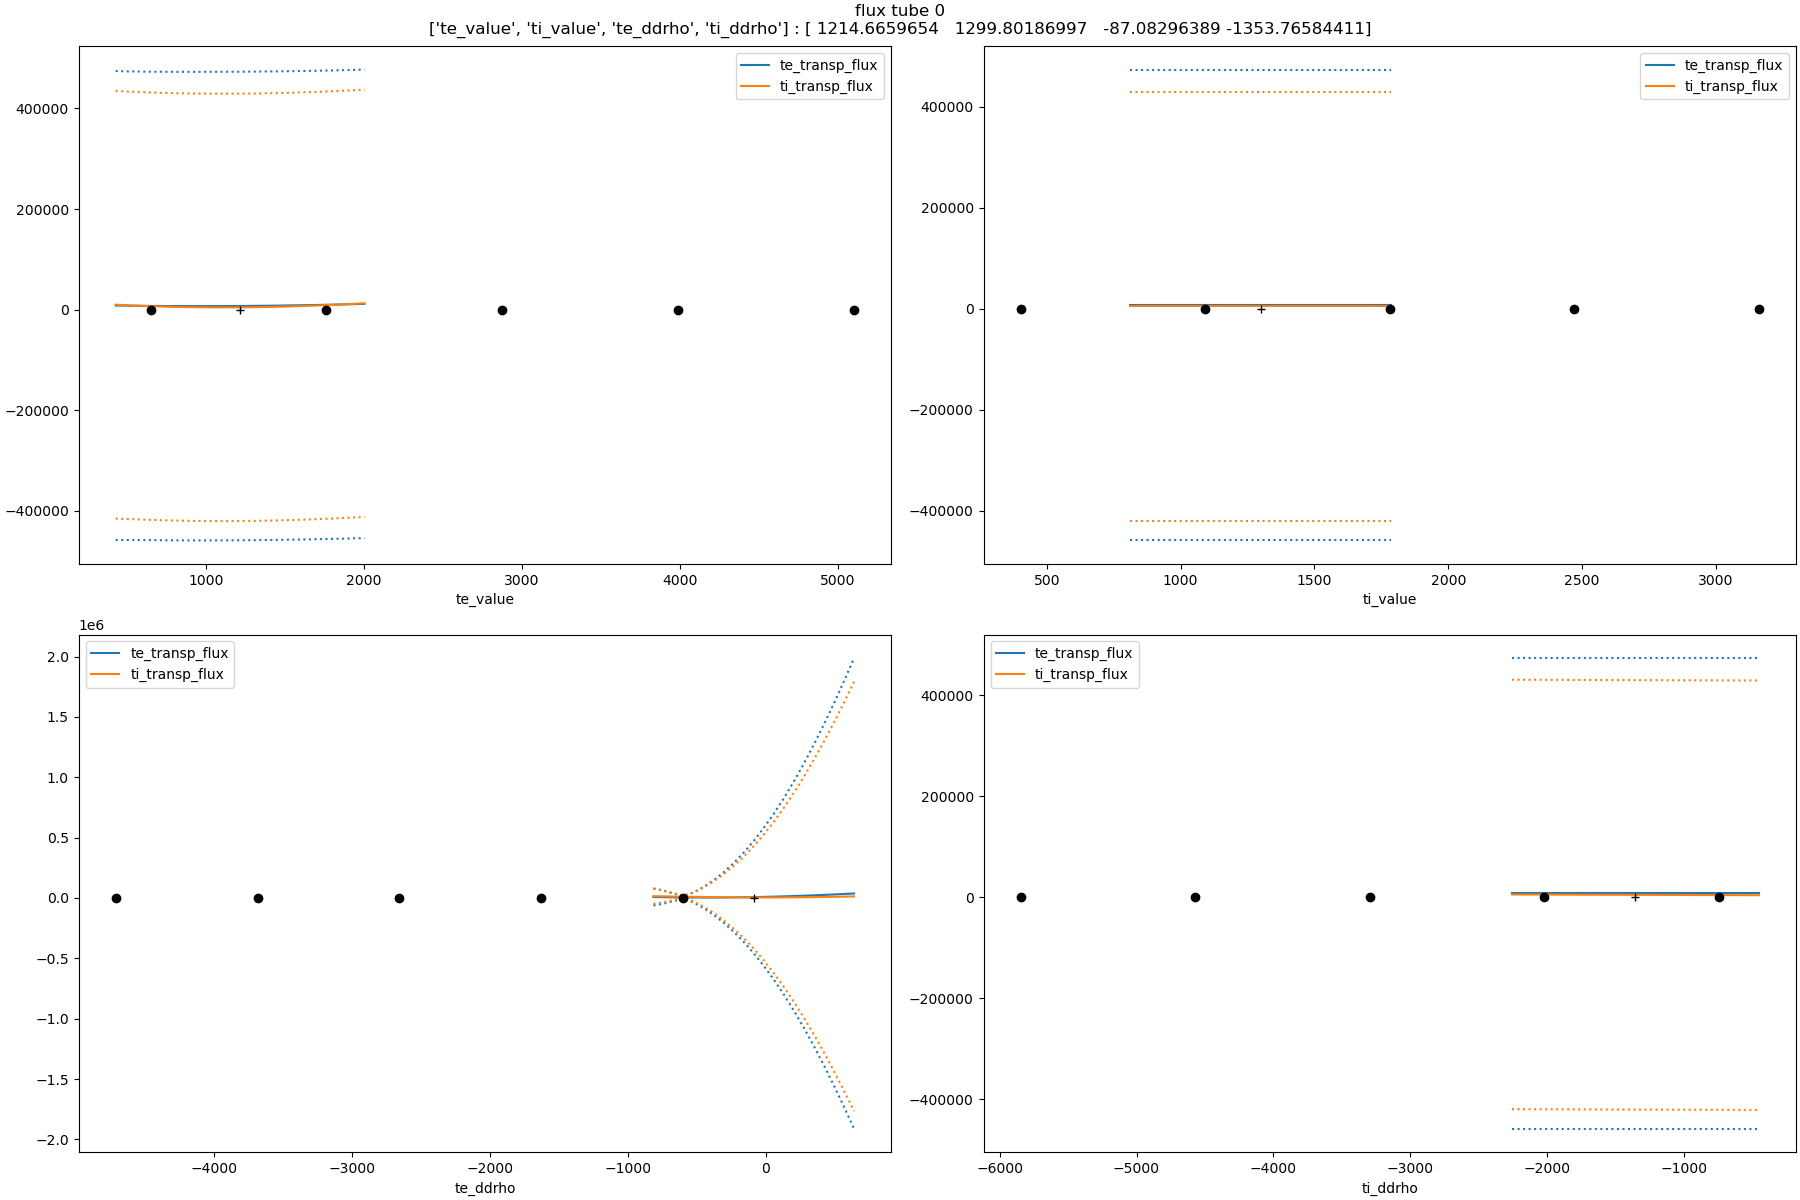 flux tube 0
['te_value', 'ti_value', 'te_ddrho', 'ti_ddrho'] : [ 1214.6659654   1299.80186997   -87.08296389 -1353.76584411]
te_transp_flux
ti_transp_flux
400000
200000
0
−200000
−400000
1000 2000 3000 4000 5000
te_value
te_transp_flux
ti_transp_flux
400000
200000
0
−200000
−400000
500 1000 1500 2000 2500 3000
ti_value
1e6
te_transp_flux
ti_transp_flux
2.0
1.5
1.0
0.5
0.0
−0.5
−1.0
−1.5
−2.0
−4000 −3000 −2000 −1000 0
te_ddrho
te_transp_flux
ti_transp_flux
400000
200000
0
−200000
−400000
−6000 −5000 −4000 −3000 −2000 −1000
ti_ddrho